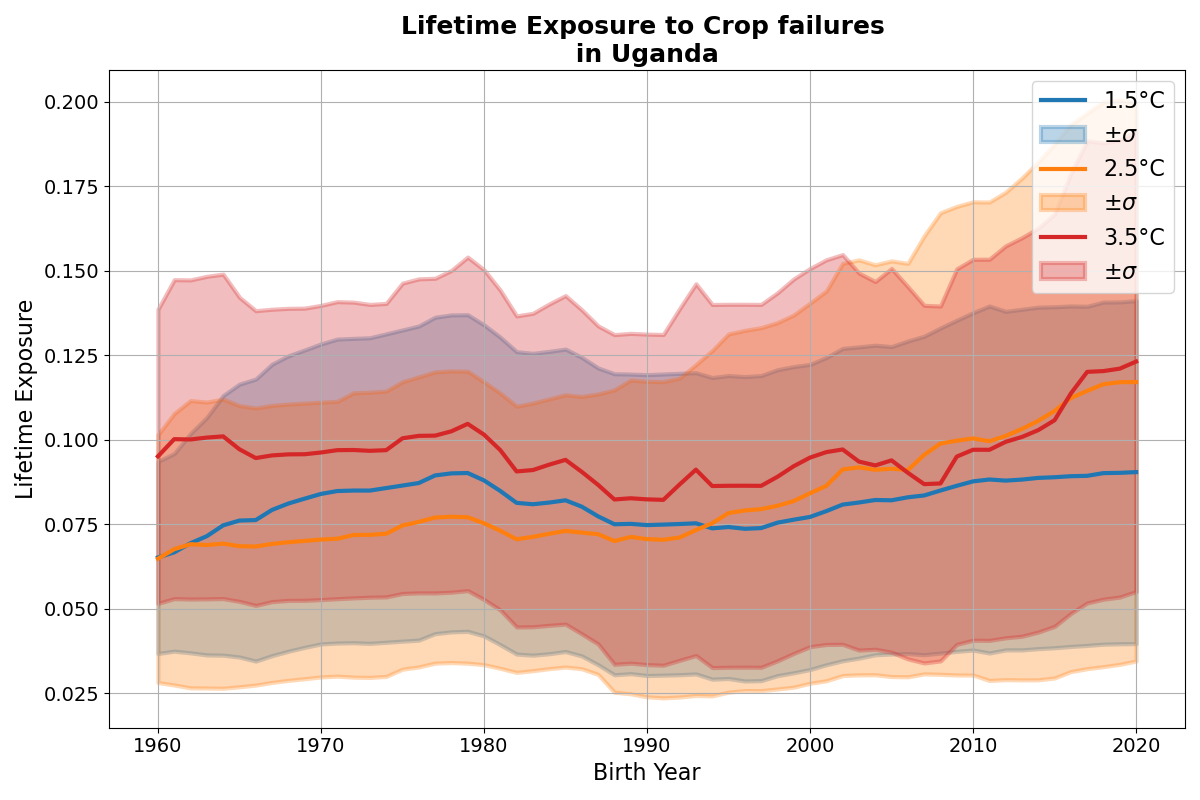 Lifetime Exposure to Crop failures
in Uganda
Lifetime Exposure
0.200
0.175
0.150
0.125
0.100
0.075
0.050
0.025
1.5°C
±σ
2.5°C
±σ
3.5°C
±σ
1960 1970 1980 1990 2000 2010 2020
Birth Year